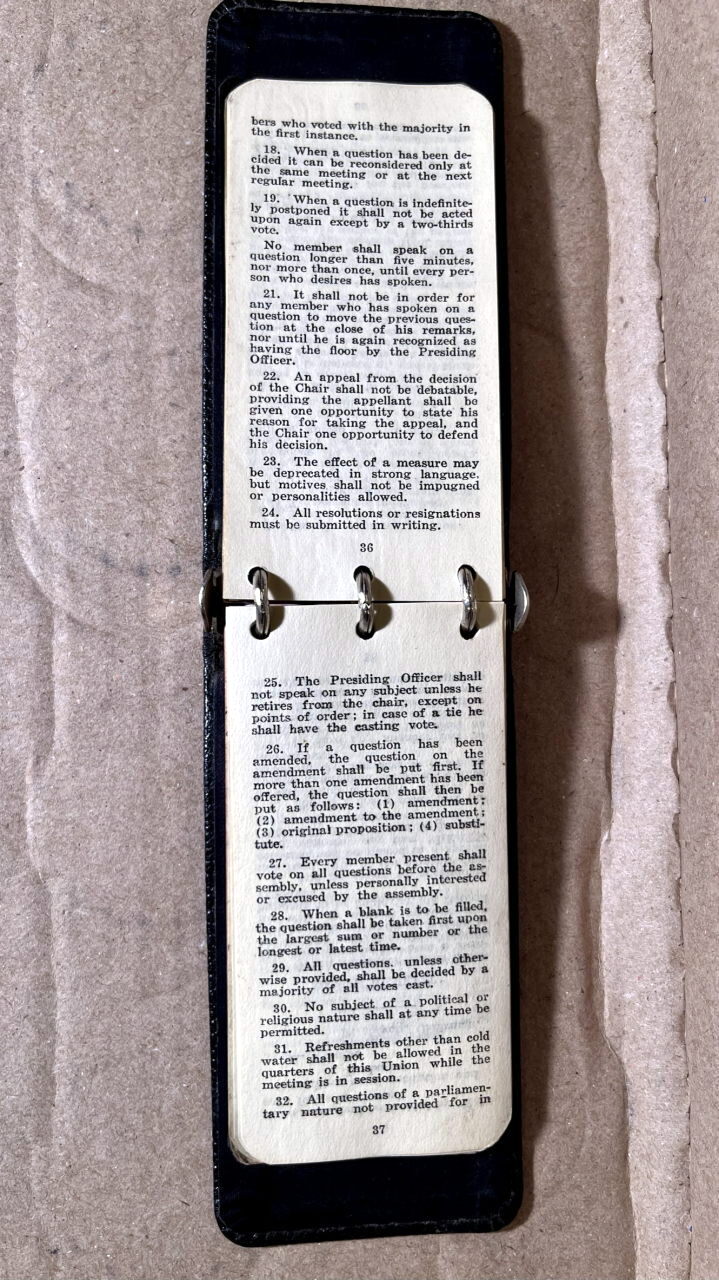 bers who voted with the majority in
the first instance.
18. When a question has been de-
cided it can be reconsidered only at
the same meeting or at the next
regular meeting.
19. When a question is indefinite-
ly postponed it shall not be acted
upon again except by a two-thirds
vote.
No member shall speak on a
question longer than five minutes,
nor more than once, until every per-
son who desires has spoken.
21. It shall not be in order for
any member who has spoken on a
question to move the previous ques-
tion at the close of his remarks,
nor until he is again recognized as
having the floor by the Presiding
Officer.
22. An appeal from the decision
of the Chair shall not be debatable,
providing the appellant shall be
given one opportunity to state his
reason for taking the appeal, and
the Chair one opportunity to defend
his decision.
23. The effect of a measure may
be deprecated in strong language,
but motives shall not be impugned
or personalities allowed.
24. All resolutions or resignations
must be submitted in writing.
36
25. The Presiding Officer shall
not speak on any subject unless he
retires from the chair, except on
points of order; in case of a tie he
shall have the casting vote.
26. If a question has been
amended, the question on the
amendment shall be put first. If
more than one amendment has been
offered, the question shall then be
put as follows: (1) amendment:
(2) amendment to the amendment;
(3) original proposition; (4) substi-
tute.
27. Every member present shall
vote on all questions before the as-
sembly, unless personally interested
or excused by the assembly.
28. When a blank is to be filled,
the question shall be taken first upon
the largest sum or number or the
longest or latest time.
29. All questions. unless other-
wise provided, shall be decided by a
majority of all votes cast.
30. No subject of a political or
religious nature shall at any time be
permitted.
31. Refreshments other than cold
water shall not be allowed in the
quarters of this Union while the
meeting is in session.
32. All questions of a parliamen-
tary nature not provided for in
37